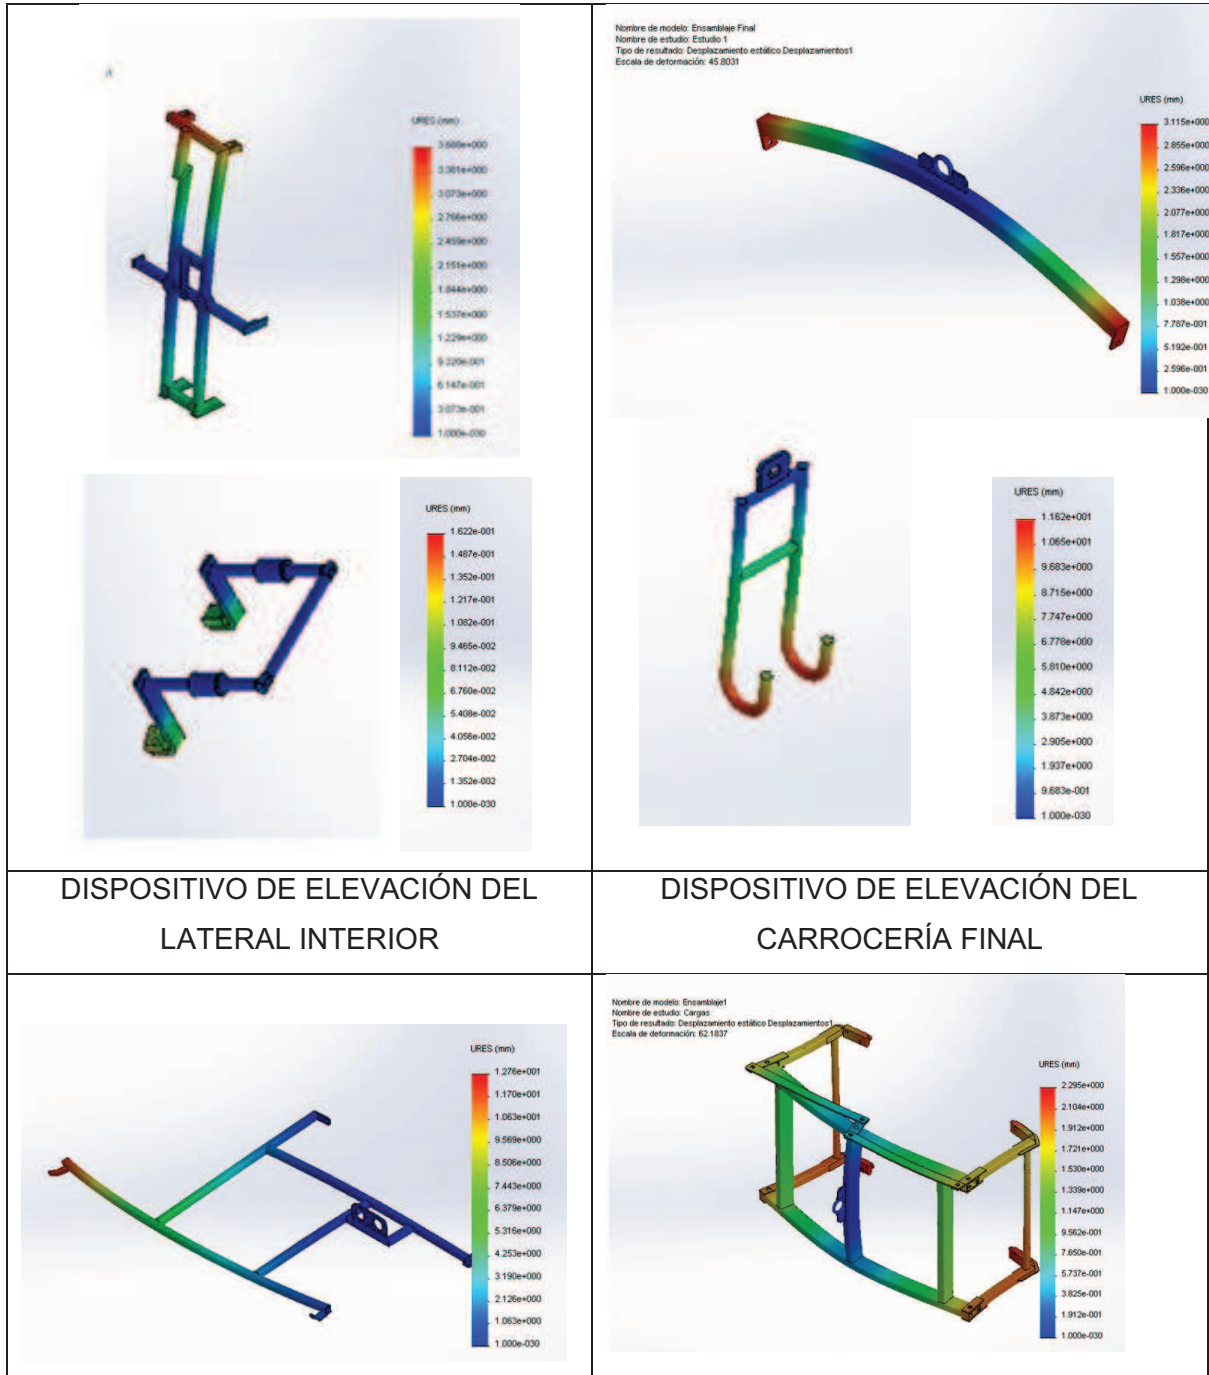 URES (mm)
3.688e+000
3.381e+000
3.073e+000
2.766e+000
2.459e+000
2.151e+000
1.844e+000
1.537e+000
1.229e+000
9.220e-001
6.147e-001
3.073e-001
1.000e-030
Nombre de modelo: Ensamblaje Final
Nombre de estudio: Estudio 1
Tipo de resultado: Desplazamiento estático Desplazamientos1
Escala de deformación: 45.8031
URES (mm)
3.115e+000
2.855e+000
2.596e+000
2.336e+000
2.077e+000
1.817e+000
1.557e+000
1.298e+000
1.038e+000
7.787e-001
5.192e-001
2.596e-001
1.000e-030
URES (mm)
1.622e-001
1.487e-001
1.352e-001
1.217e-001
1.082e-001
9.465e-002
8.112e-002
6.760e-002
5.408e-002
4.056e-002
2.704e-002
1.352e-002
1.000e-030
URES (mm)
1.162e+001
1.065e+001
9.683e+000
8.715e+000
7.747e+000
6.778e+000
5.810e+000
4.842e+000
3.873e+000
2.905e+000
1.937e+000
9.683e-001
1.000e-030
DISPOSITIVO DE ELEVACIÓN DEL
LATERAL INTERIOR
DISPOSITIVO DE ELEVACIÓN DEL
CARROCERÍA FINAL
URES (mm)
1.276e+001
1.170e+001
1.063e+001
9.569e+000
8.506e+000
7.443e+000
6.379e+000
5.316e+000
4.253e+000
3.190e+000
2.126e+000
1.063e+000
1.000e-030
Nombre de modelo: Ensamblaje1
Nombre de estudio: Cargas
Tipo de resultado: Desplazamiento estático Desplazamientos1
Escala de deformación: 62.1837
URES (mm)
2.295e+000
2.104e+000
1.912e+000
1.721e+000
1.530e+000
1.339e+000
1.147e+000
9.562e-001
7.650e-001
5.737e-001
3.825e-001
1.912e-001
1.000e-030